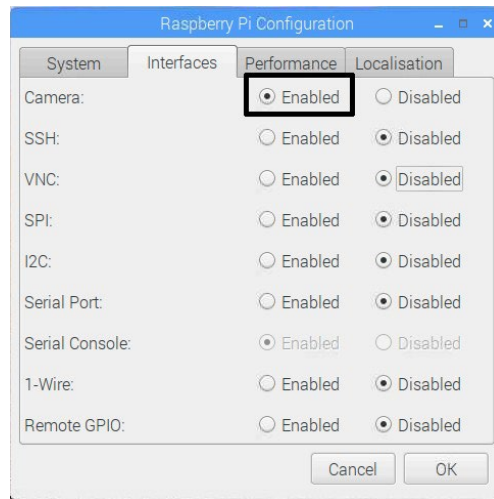 Raspberry Pi Configuration
System Interfaces Performance Localisation
Camera: Enabled Disabled
SSH: Enabled Disabled
VNC: Enabled Disabled
SPI: Enabled Disabled
I2C: Enabled Disabled
Serial Port: Enabled Disabled
Serial Console: Enabled Disabled
1-Wire: Enabled Disabled
Remote GPIO: Enabled Disabled
Cancel OK